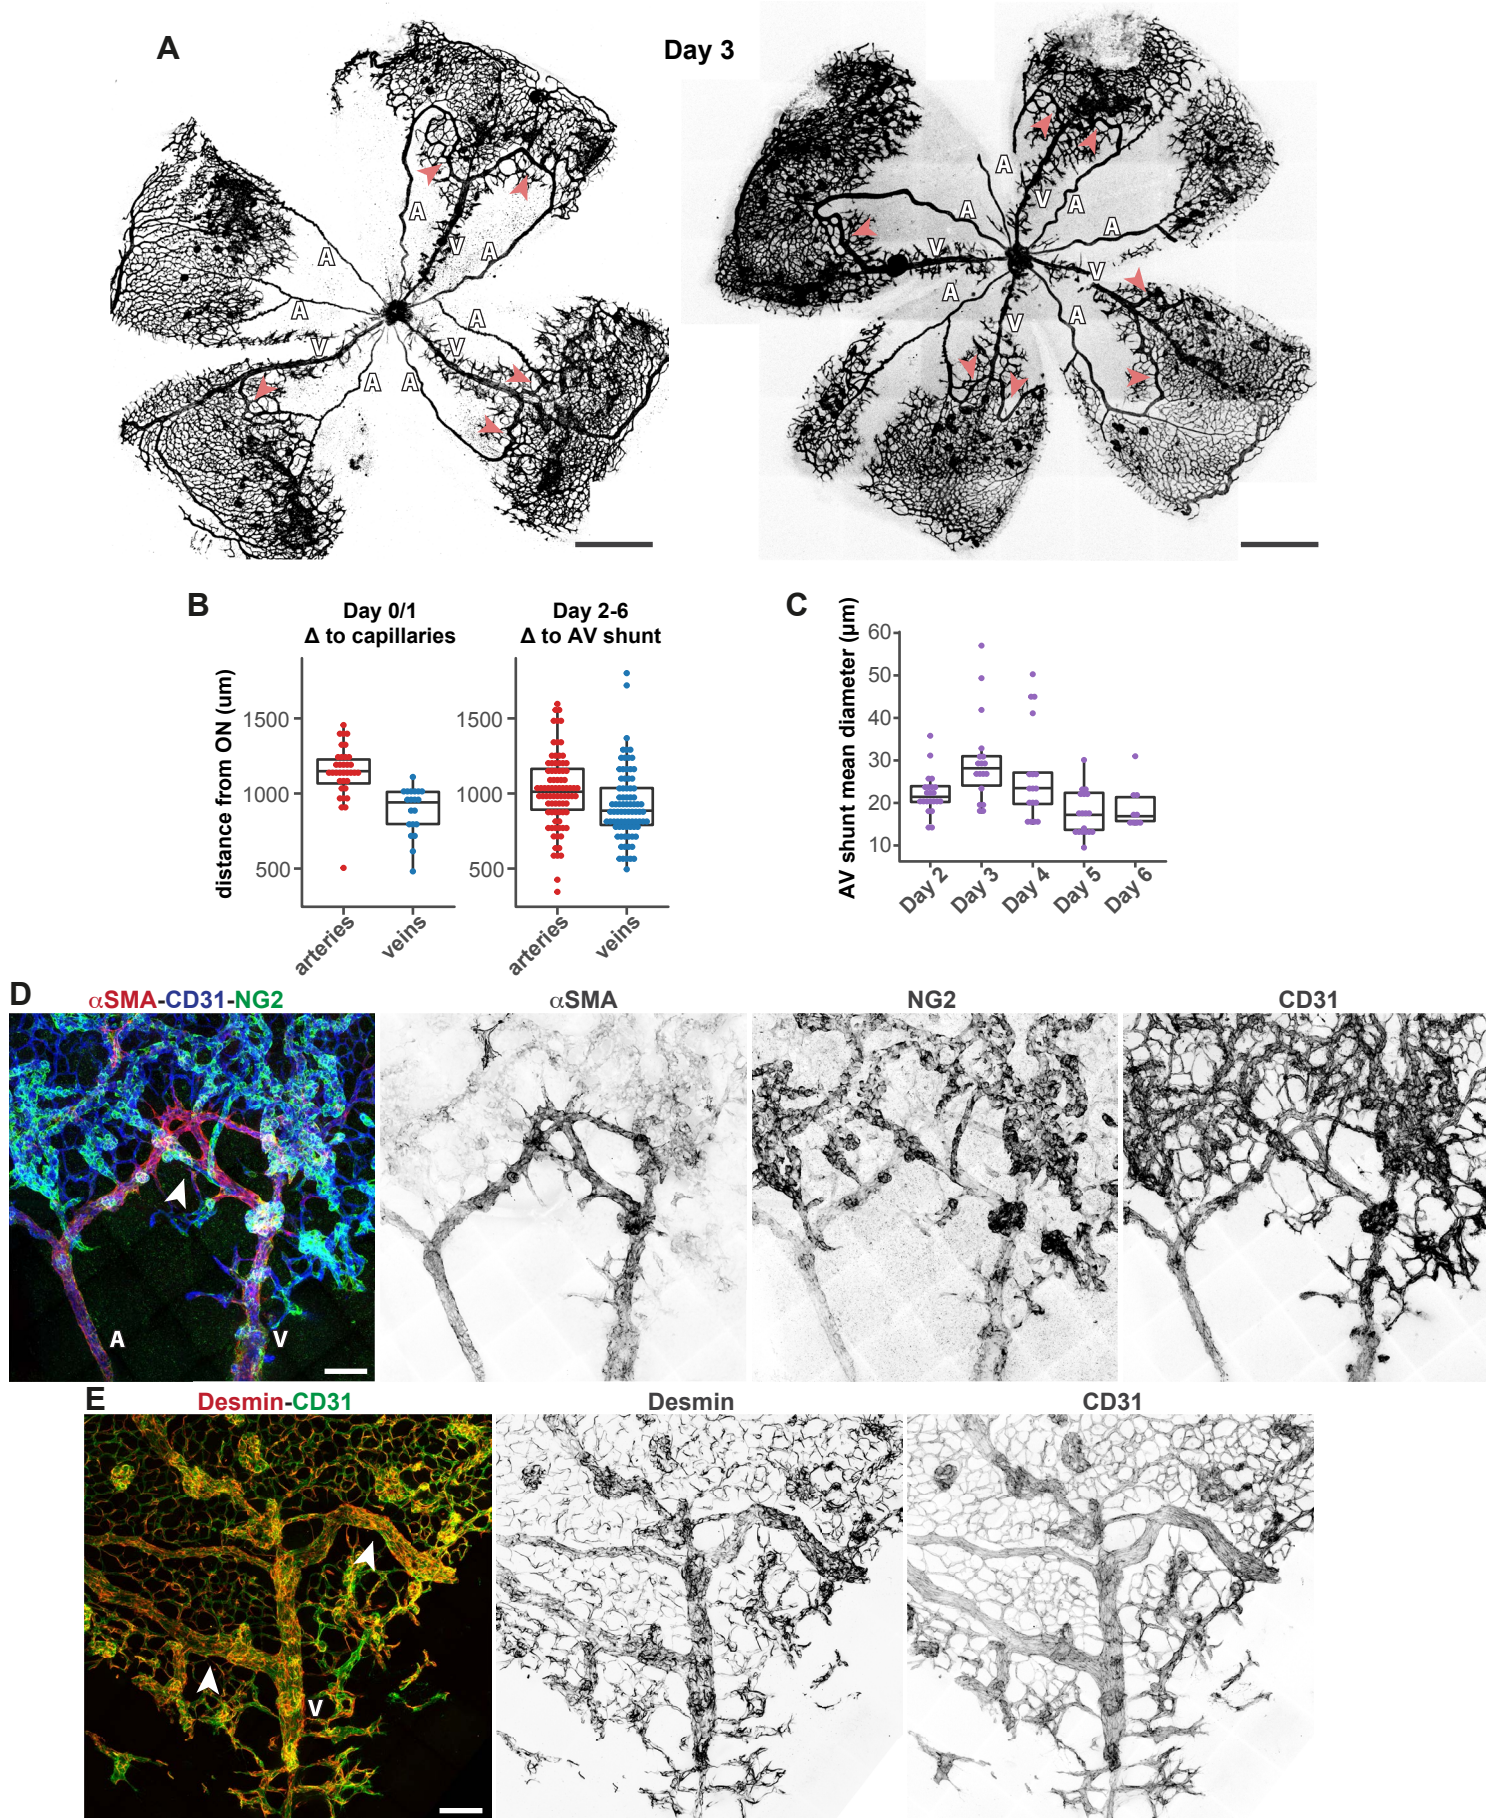 A
Day 3
A
A
A
V
A
A
A
V
V
A
A
A
A
V
A
A
V
V
A
A
V
B
Day 0/1
Δ to capillaries
Day 2-6
Δ to AV shunt
distance from ON (um)
1500
1000
500
arteries
veins
1500
1000
500
arteries
veins
C
AV shunt mean diameter (µm)
60
50
40
30
20
10
Day 2
Day 3
Day 4
Day 5
Day 6
D
αSMA-CD31-NG2
αSMA
NG2
CD31
A
V
E
Desmin-CD31
Desmin
CD31
V